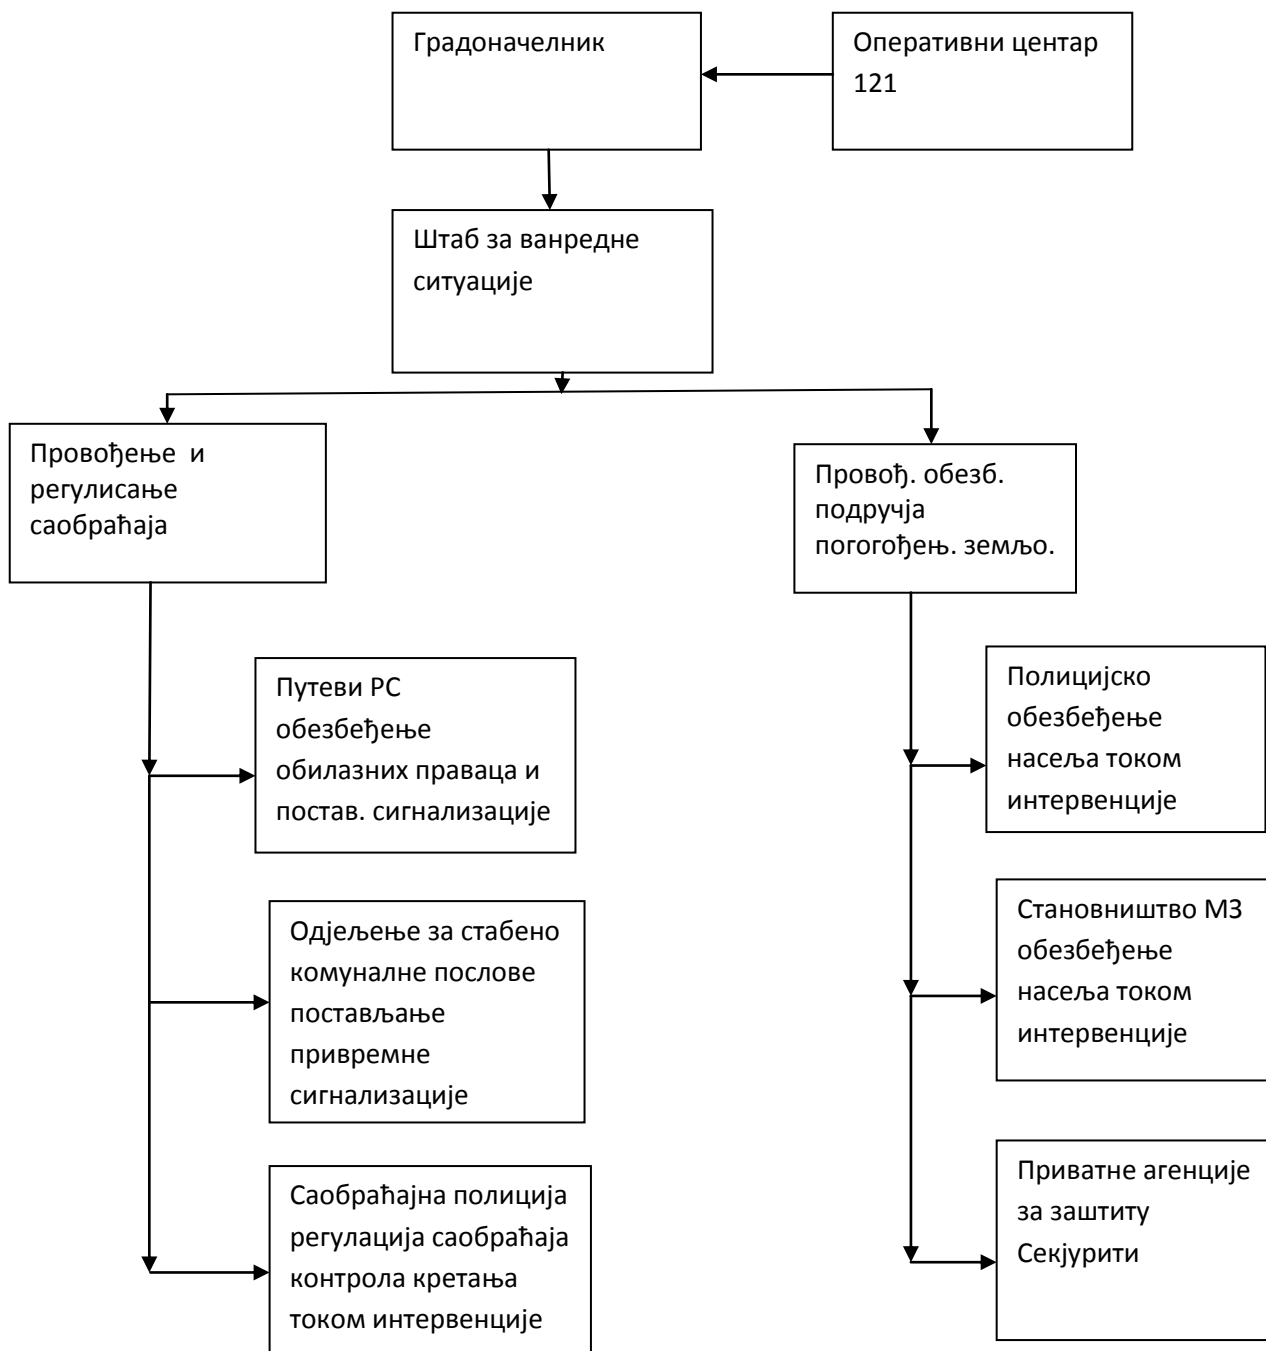 Градоначелник
Оперативни центар
121
Штаб за ванредне
ситуације
Провођење  и
регулисање
саобраћаја
Провођ. обезб.
подручја
погогођењ. земљо.
Путеви РС
обезбеђење
обилазних праваца и
постав. сигнализације
Полицијско
обезбеђење
насеља током
интервенције
Одјељење за стабено
комуналне послове
постављање
привремне
сигнализације
Становништво МЗ
обезбеђење
насеља током
интервенције
Саобраћајна полиција
регулација саобраћаја
контрола кретања
током интервенције
Приватне агенције
за заштиту
Секјурити